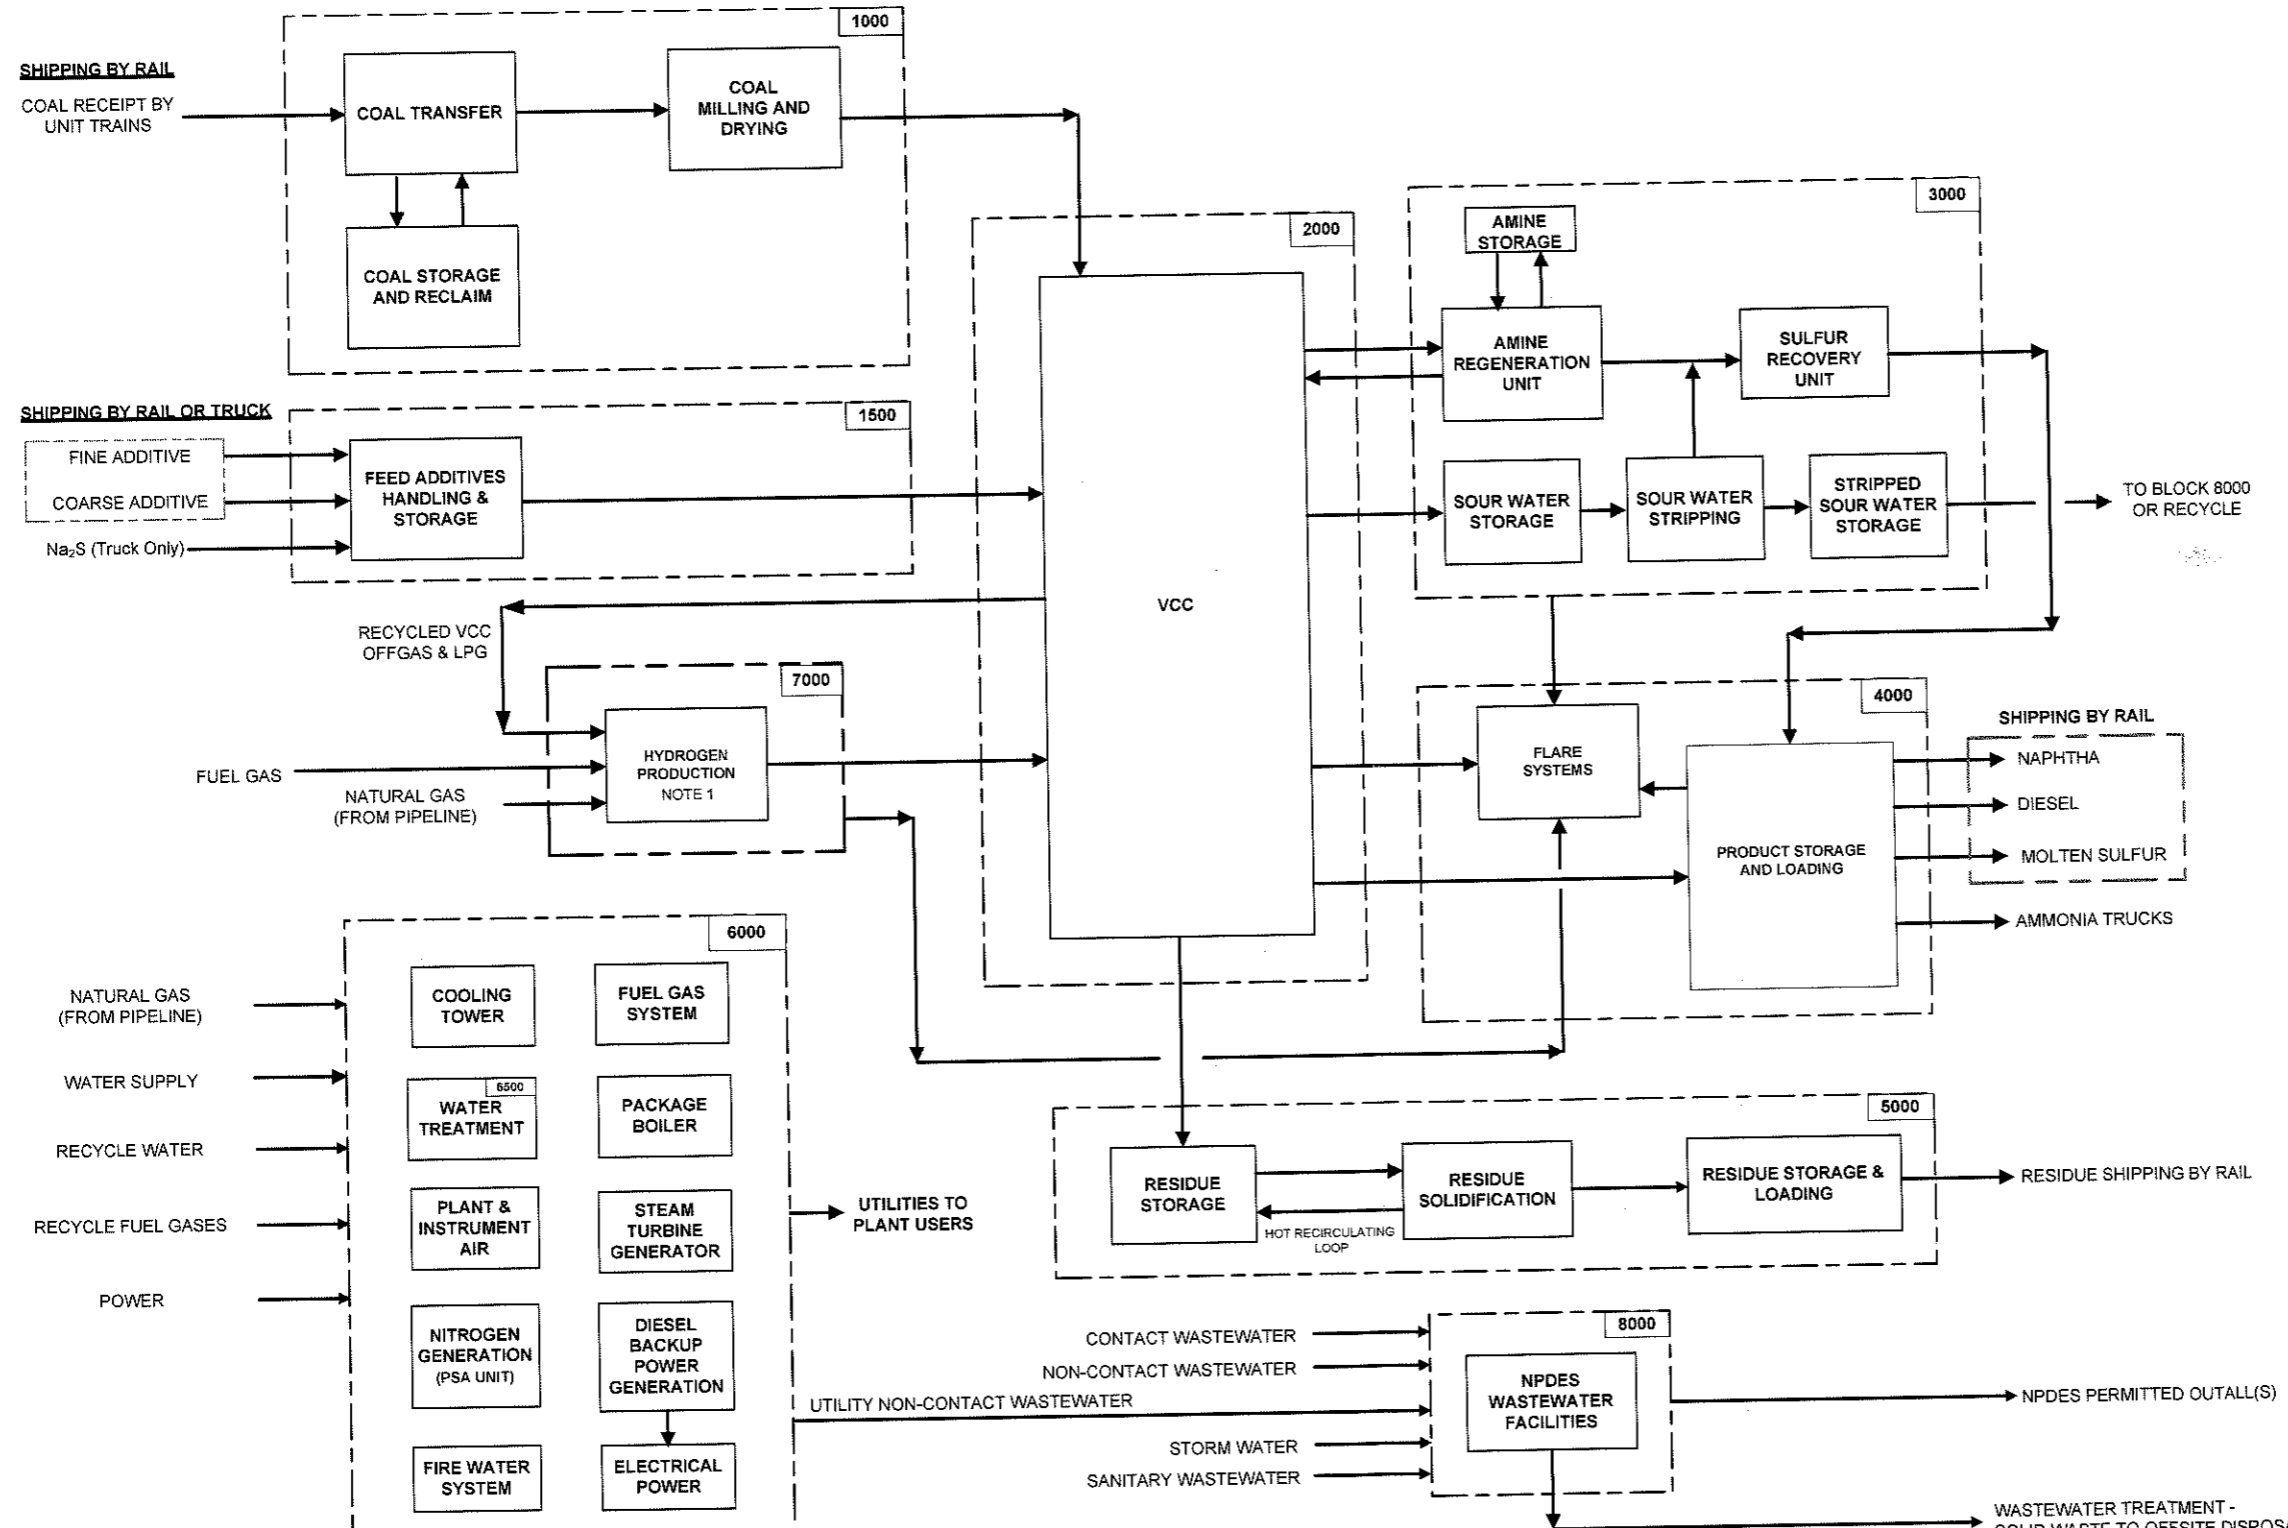 1000
SHIPPING BY RAIL
COAL RECEIPT BY
UNIT TRAINS
COAL TRANSFER
COAL
MILLING AND
DRYING
COAL STORAGE
AND RECLAIM
2000
3000
AMINE
STORAGE
AMINE
REGENERATION
UNIT
SULFUR
RECOVERY
UNIT
SHIPPING BY RAIL OR TRUCK
1500
FINE ADDITIVE
COARSE ADDITIVE
Na₂S (Truck Only)
FEED ADDITIVES
HANDLING &
STORAGE
SOUR WATER
STORAGE
SOUR WATER
STRIPPING
STRIPPED
SOUR WATER
STORAGE
TO BLOCK 8000
OR RECYCLE
VCC
RECYCLED VCC
OFFGAS & LPG
7000
HYDROGEN
PRODUCTION
NOTE 1
FUEL GAS
NATURAL GAS
(FROM PIPELINE)
4000
FLARE
SYSTEMS
PRODUCT STORAGE
AND LOADING
SHIPPING BY RAIL
NAPHTHA
DIESEL
MOLTEN SULFUR
AMMONIA TRUCKS
6000
NATURAL GAS
(FROM PIPELINE)
WATER SUPPLY
RECYCLE WATER
RECYCLE FUEL GASES
POWER
COOLING
TOWER
FUEL GAS
SYSTEM
6500
WATER
TREATMENT
PACKAGE
BOILER
PLANT &
INSTRUMENT
AIR
STEAM
TURBINE
GENERATOR
NITROGEN
GENERATION
(PSA UNIT)
DIESEL
BACKUP
POWER
GENERATION
FIRE WATER
SYSTEM
ELECTRICAL
POWER
UTILITIES TO
PLANT USERS
5000
RESIDUE
STORAGE
HOT RECIRCULATING
LOOP
RESIDUE
SOLIDIFICATION
RESIDUE STORAGE &
LOADING
RESIDUE SHIPPING BY RAIL
8000
CONTACT WASTEWATER
NON-CONTACT WASTEWATER
UTILITY NON-CONTACT WASTEWATER
STORM WATER
SANITARY WASTEWATER
NPDES
WASTEWATER
FACILITIES
NPDES PERMITTED OUTALL(S)
WASTEWATER TREATMENT -
SOLID WASTE TO OFFSITE